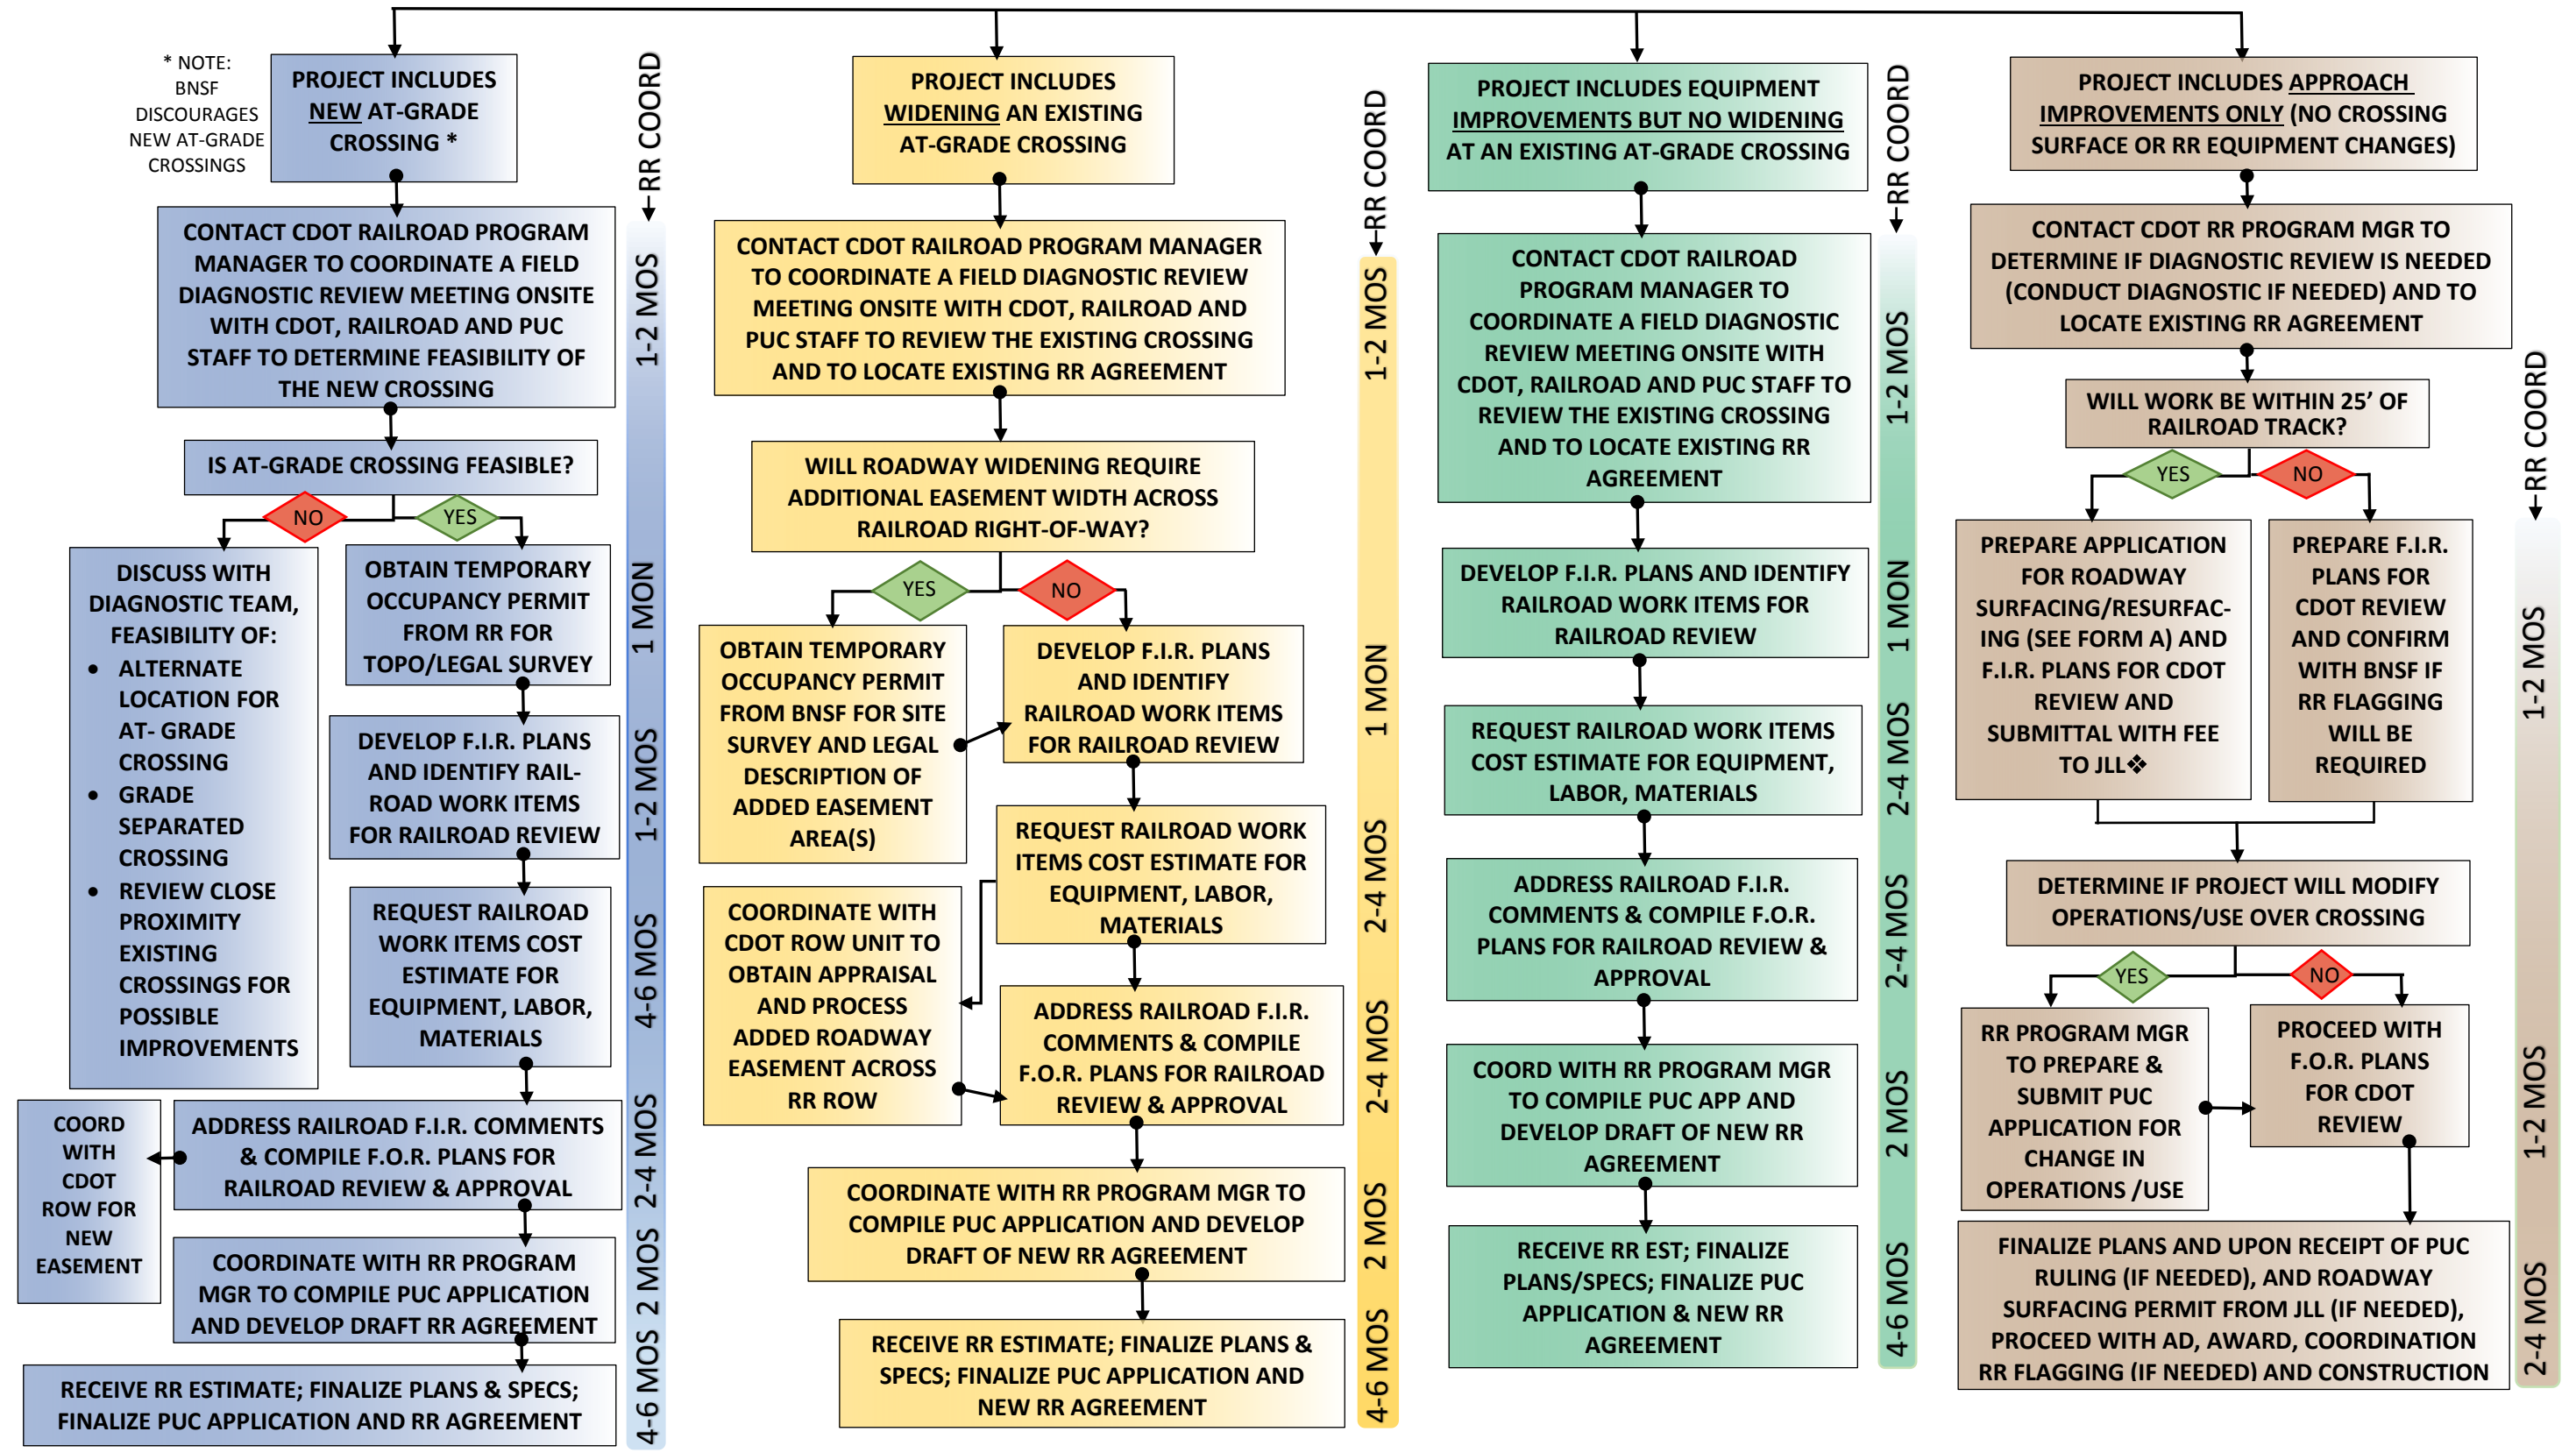 * NOTE:
BNSF
DISCOURAGES
NEW AT-GRADE
CROSSINGS
PROJECT INCLUDES
NEW AT-GRADE
CROSSING *
CONTACT CDOT RAILROAD PROGRAM
MANAGER TO COORDINATE A FIELD
DIAGNOSTIC REVIEW MEETING ONSITE
WITH CDOT, RAILROAD AND PUC
STAFF TO DETERMINE FEASIBILITY OF
THE NEW CROSSING
IS AT-GRADE CROSSING FEASIBLE?
NO
YES
DISCUSS WITH
DIAGNOSTIC TEAM,
FEASIBILITY OF:
• ALTERNATE
LOCATION FOR
AT- GRADE
CROSSING
• GRADE
SEPARATED
CROSSING
• REVIEW CLOSE
PROXIMITY
EXISTING
CROSSINGS FOR
POSSIBLE
IMPROVEMENTS
OBTAIN TEMPORARY
OCCUPANCY PERMIT
FROM RR FOR
TOPO/LEGAL SURVEY
DEVELOP F.I.R. PLANS
AND IDENTIFY RAIL-
ROAD WORK ITEMS
FOR RAILROAD REVIEW
REQUEST RAILROAD
WORK ITEMS COST
ESTIMATE FOR
EQUIPMENT, LABOR,
MATERIALS
COORD
WITH
CDOT
ROW FOR
NEW
EASEMENT
ADDRESS RAILROAD F.I.R. COMMENTS
& COMPILE F.O.R. PLANS FOR
RAILROAD REVIEW & APPROVAL
COORDINATE WITH RR PROGRAM
MGR TO COMPILE PUC APPLICATION
AND DEVELOP DRAFT RR AGREEMENT
RECEIVE RR ESTIMATE; FINALIZE PLANS & SPECS;
FINALIZE PUC APPLICATION AND RR AGREEMENT
RR COORD
1-2 MOS
1 MON
1-2 MOS
4-6 MOS
2-4 MOS
2 MOS
4-6 MOS
PROJECT INCLUDES
WIDENING AN EXISTING
AT-GRADE CROSSING
CONTACT CDOT RAILROAD PROGRAM MANAGER
TO COORDINATE A FIELD DIAGNOSTIC REVIEW
MEETING ONSITE WITH CDOT, RAILROAD AND
PUC STAFF TO REVIEW THE EXISTING CROSSING
AND TO LOCATE EXISTING RR AGREEMENT
WILL ROADWAY WIDENING REQUIRE
ADDITIONAL EASEMENT WIDTH ACROSS
RAILROAD RIGHT-OF-WAY?
YES
NO
OBTAIN TEMPORARY
OCCUPANCY PERMIT
FROM BNSF FOR SITE
SURVEY AND LEGAL
DESCRIPTION OF
ADDED EASEMENT
AREA(S)
DEVELOP F.I.R. PLANS
AND IDENTIFY
RAILROAD WORK ITEMS
FOR RAILROAD REVIEW
REQUEST RAILROAD WORK
ITEMS COST ESTIMATE FOR
EQUIPMENT, LABOR,
MATERIALS
COORDINATE WITH
CDOT ROW UNIT TO
OBTAIN APPRAISAL
AND PROCESS
ADDED ROADWAY
EASEMENT ACROSS
RR ROW
ADDRESS RAILROAD F.I.R.
COMMENTS & COMPILE
F.O.R. PLANS FOR RAILROAD
REVIEW & APPROVAL
COORDINATE WITH RR PROGRAM MGR TO
COMPILE PUC APPLICATION AND DEVELOP
DRAFT OF NEW RR AGREEMENT
RECEIVE RR ESTIMATE; FINALIZE PLANS &
SPECS; FINALIZE PUC APPLICATION AND
NEW RR AGREEMENT
RR COORD
1-2 MOS
1 MON
2-4 MOS
2-4 MOS
2 MOS
4-6 MOS
PROJECT INCLUDES EQUIPMENT
IMPROVEMENTS BUT NO WIDENING
AT AN EXISTING AT-GRADE CROSSING
CONTACT CDOT RAILROAD
PROGRAM MANAGER TO
COORDINATE A FIELD DIAGNOSTIC
REVIEW MEETING ONSITE WITH
CDOT, RAILROAD AND PUC STAFF TO
REVIEW THE EXISTING CROSSING
AND TO LOCATE EXISTING RR
AGREEMENT
DEVELOP F.I.R. PLANS AND IDENTIFY
RAILROAD WORK ITEMS FOR
RAILROAD REVIEW
REQUEST RAILROAD WORK ITEMS
COST ESTIMATE FOR EQUIPMENT,
LABOR, MATERIALS
ADDRESS RAILROAD F.I.R.
COMMENTS & COMPILE F.O.R.
PLANS FOR RAILROAD REVIEW &
APPROVAL
COORD WITH RR PROGRAM MGR
TO COMPILE PUC APP AND
DEVELOP DRAFT OF NEW RR
AGREEMENT
RECEIVE RR EST; FINALIZE
PLANS/SPECS; FINALIZE PUC
APPLICATION & NEW RR
AGREEMENT
RR COORD
1-2 MOS
1 MON
2-4 MOS
2-4 MOS
2 MOS
4-6 MOS
PROJECT INCLUDES APPROACH
IMPROVEMENTS ONLY (NO CROSSING
SURFACE OR RR EQUIPMENT CHANGES)
CONTACT CDOT RR PROGRAM MGR TO
DETERMINE IF DIAGNOSTIC REVIEW IS NEEDED
(CONDUCT DIAGNOSTIC IF NEEDED) AND TO
LOCATE EXISTING RR AGREEMENT
WILL WORK BE WITHIN 25’ OF
RAILROAD TRACK?
YES
NO
PREPARE APPLICATION
FOR ROADWAY
SURFACING/RESURFAC-
ING (SEE FORM A) AND
F.I.R. PLANS FOR CDOT
REVIEW AND
SUBMITTAL WITH FEE
TO JLL❖
PREPARE F.I.R.
PLANS FOR
CDOT REVIEW
AND CONFIRM
WITH BNSF IF
RR FLAGGING
WILL BE
REQUIRED
DETERMINE IF PROJECT WILL MODIFY
OPERATIONS/USE OVER CROSSING
YES
NO
RR PROGRAM MGR
TO PREPARE &
SUBMIT PUC
APPLICATION FOR
CHANGE IN
OPERATIONS /USE
PROCEED WITH
F.O.R. PLANS
FOR CDOT
REVIEW
FINALIZE PLANS AND UPON RECEIPT OF PUC
RULING (IF NEEDED), AND ROADWAY
SURFACING PERMIT FROM JLL (IF NEEDED),
PROCEED WITH AD, AWARD, COORDINATION
RR FLAGGING (IF NEEDED) AND CONSTRUCTION
RR COORD
1-2 MOS
1-2 MOS
2-4 MOS